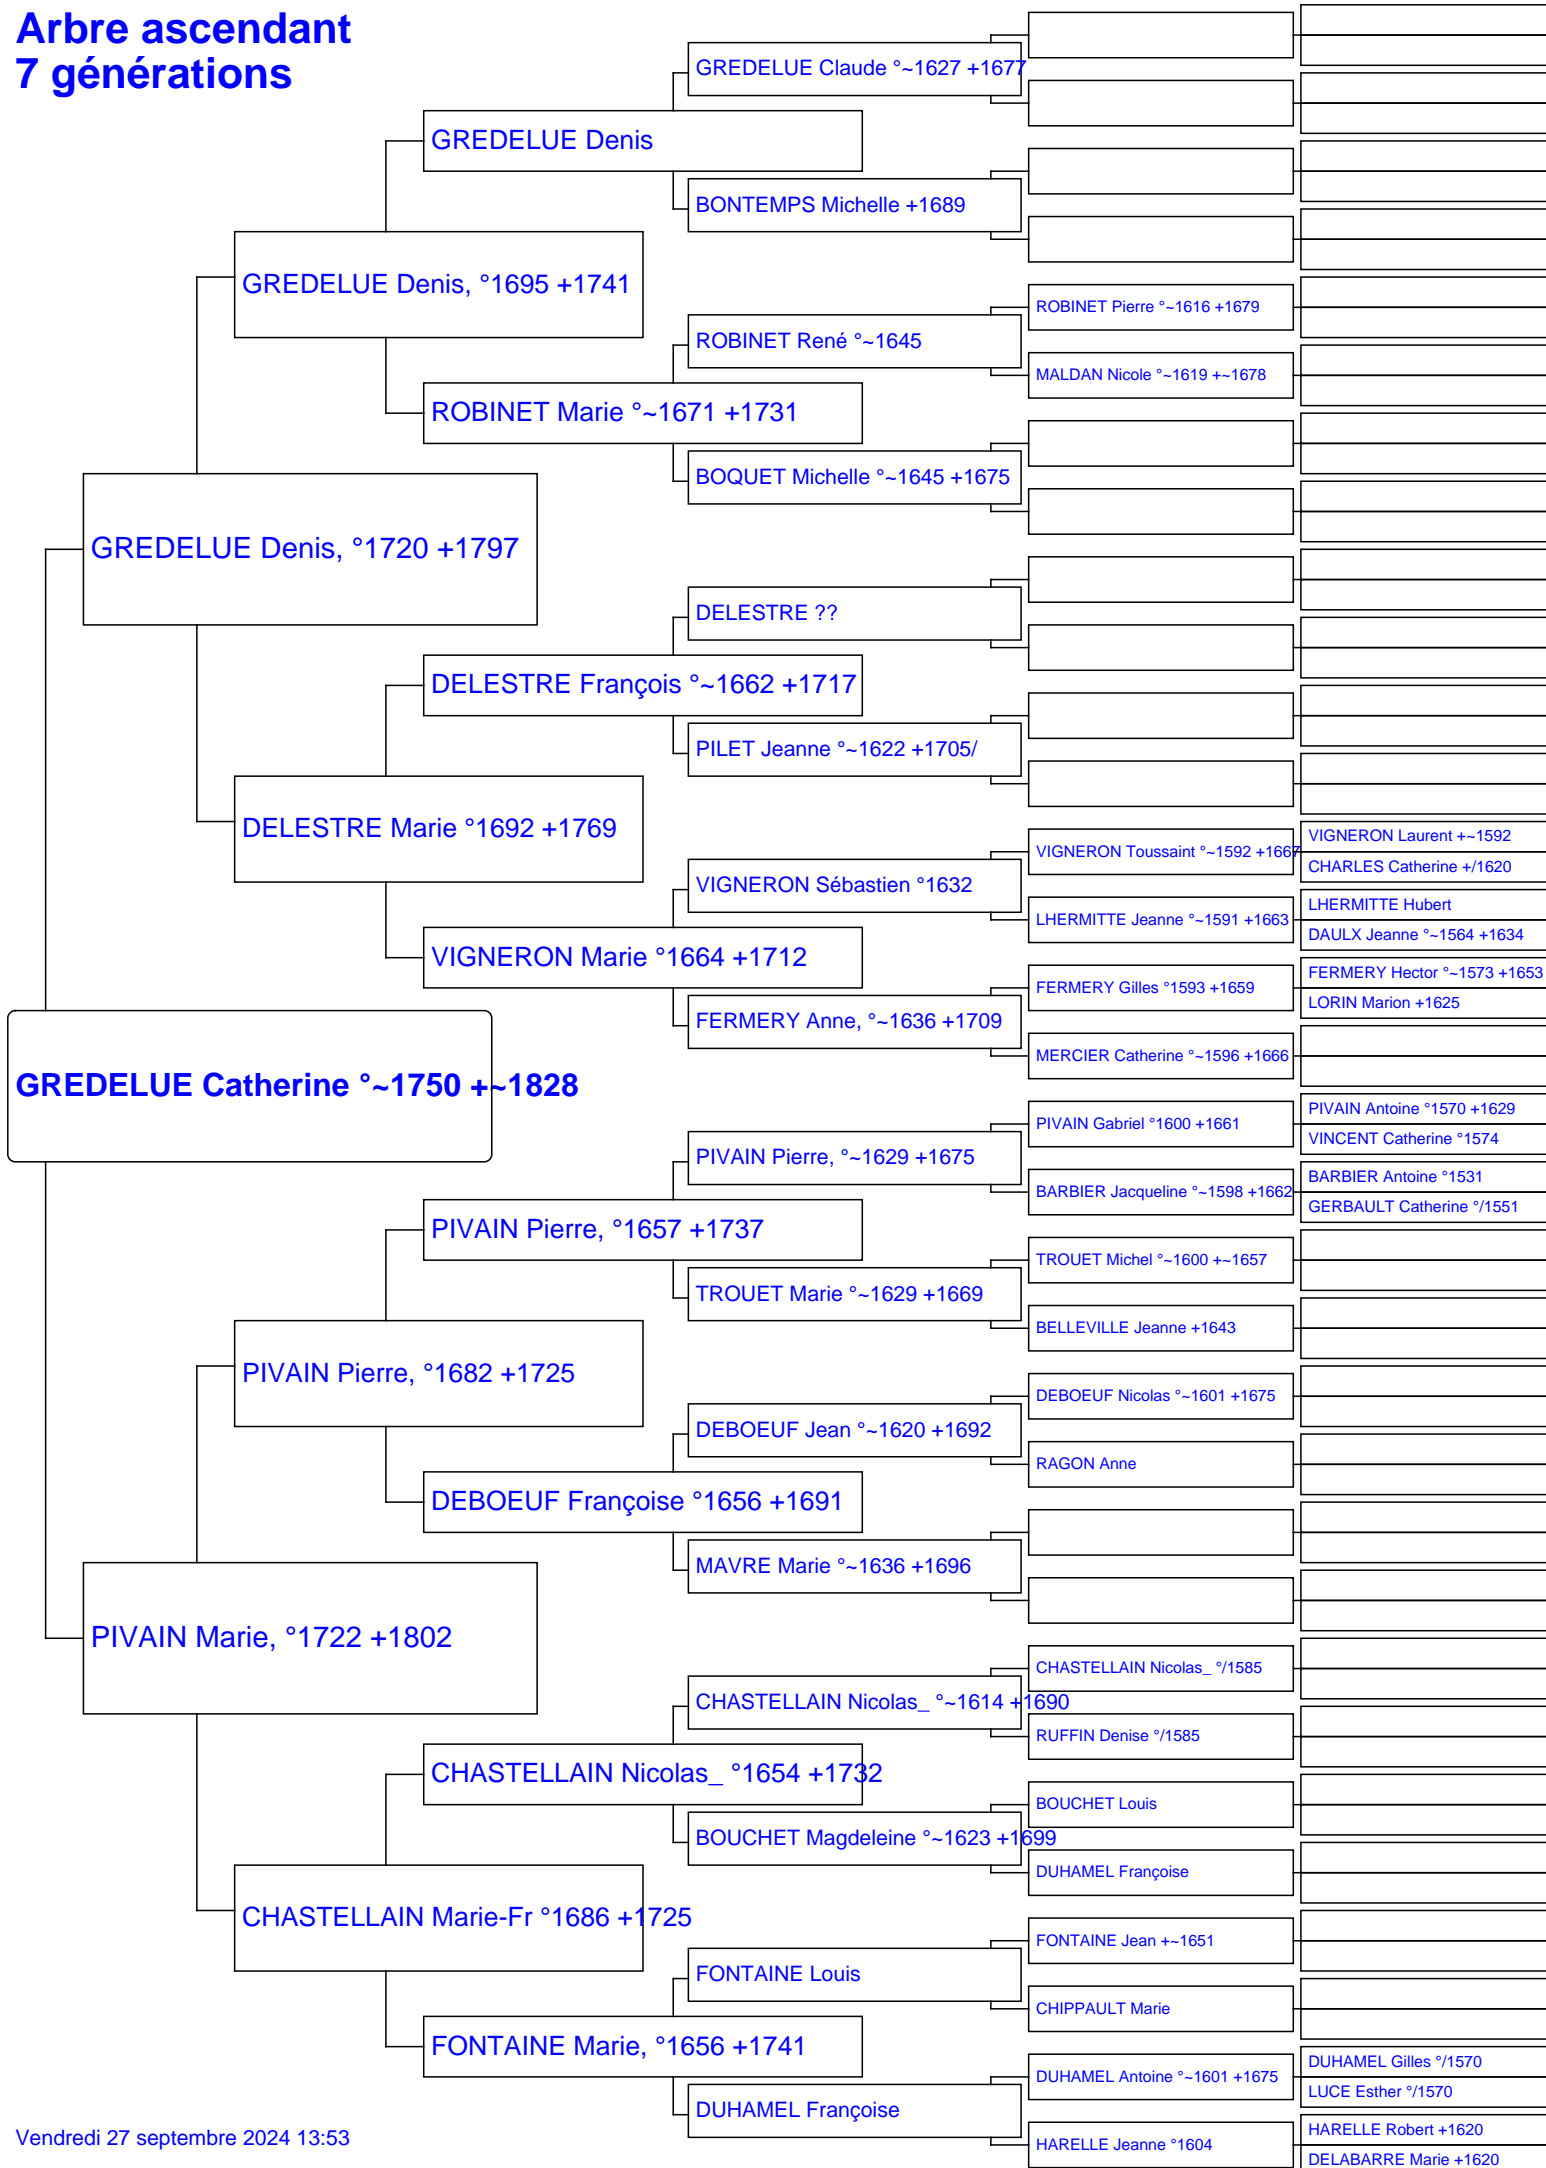 Arbre ascendant
7 générations
GREDELUE Claude °~1627 +1677
GREDELUE Denis
BONTEMPS Michelle +1689
GREDELUE Denis, °1695 +1741
ROBINET Pierre °~1616 +1679
ROBINET René °~1645
MALDAN Nicole °~1619 +~1678
ROBINET Marie °~1671 +1731
BOQUET Michelle °~1645 +1675
GREDELUE Denis, °1720 +1797
DELESTRE ??
DELESTRE François °~1662 +1717
PILET Jeanne °~1622 +1705/
DELESTRE Marie °1692 +1769
VIGNERON Laurent +~1592
VIGNERON Toussaint °~1592 +1667
CHARLES Catherine +/1620
VIGNERON Sébastien °1632
LHERMITTE Hubert
LHERMITTE Jeanne °~1591 +1663
DAULX Jeanne °~1564 +1634
VIGNERON Marie °1664 +1712
FERMERY Hector °~1573 +1653
FERMERY Gilles °1593 +1659
LORIN Marion +1625
FERMERY Anne, °~1636 +1709
MERCIER Catherine °~1596 +1666
GREDELUE Catherine °~1750 +~1828
PIVAIN Antoine °1570 +1629
PIVAIN Gabriel °1600 +1661
VINCENT Catherine °1574
PIVAIN Pierre, °~1629 +1675
BARBIER Antoine °1531
BARBIER Jacqueline °~1598 +1662
GERBAULT Catherine °/1551
PIVAIN Pierre, °1657 +1737
TROUET Michel °~1600 +~1657
TROUET Marie °~1629 +1669
BELLEVILLE Jeanne +1643
PIVAIN Pierre, °1682 +1725
DEBOEUF Nicolas °~1601 +1675
DEBOEUF Jean °~1620 +1692
RAGON Anne
DEBOEUF Françoise °1656 +1691
MAVRE Marie °~1636 +1696
PIVAIN Marie, °1722 +1802
CHASTELLAIN Nicolas_ °/1585
CHASTELLAIN Nicolas_ °~1614 +1690
RUFFIN Denise °/1585
CHASTELLAIN Nicolas_ °1654 +1732
BOUCHET Louis
BOUCHET Magdeleine °~1623 +1699
DUHAMEL Françoise
CHASTELLAIN Marie-Fr °1686 +1725
FONTAINE Jean +~1651
FONTAINE Louis
CHIPPAULT Marie
FONTAINE Marie, °1656 +1741
DUHAMEL Gilles °/1570
DUHAMEL Antoine °~1601 +1675
LUCE Esther °/1570
DUHAMEL Françoise
HARELLE Robert +1620
HARELLE Jeanne °1604
DELABARRE Marie +1620
Vendredi 27 septembre 2024 13:53